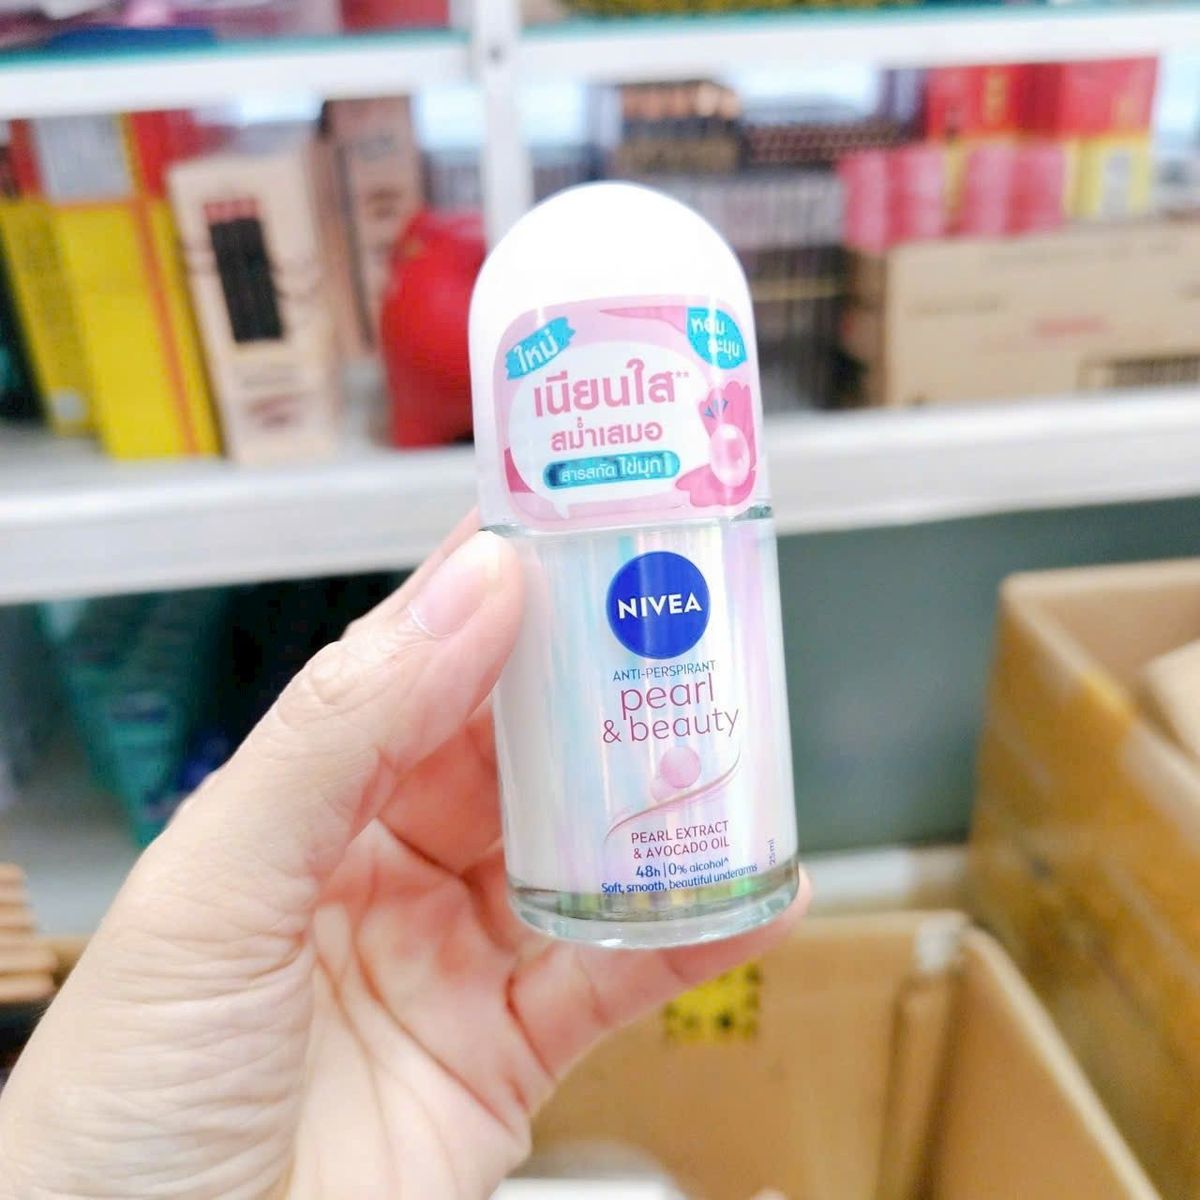 ใหม่
หอม
ละมุน
เนียนใส**
สม่ำเสมอ
สารสกัด ไข่มุก
NIVEA
ANTI-PERSPIRANT
pearl
& beauty
PEARL EXTRACT
& AVOCADO OIL
48h | 0% alcohol^
Soft, smooth, beautiful underarms
25 ml